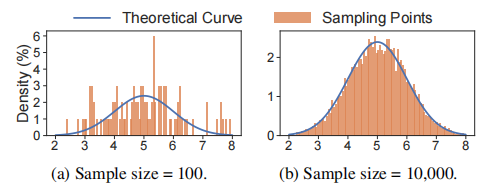 Theoretical Curve Sampling Points
Density (%)
6
5
4
3
2
1
0
2 3 4 5 6 7 8
2
1
0
2 3 4 5 6 7 8
(a) Sample size = 100.
(b) Sample size = 10,000.